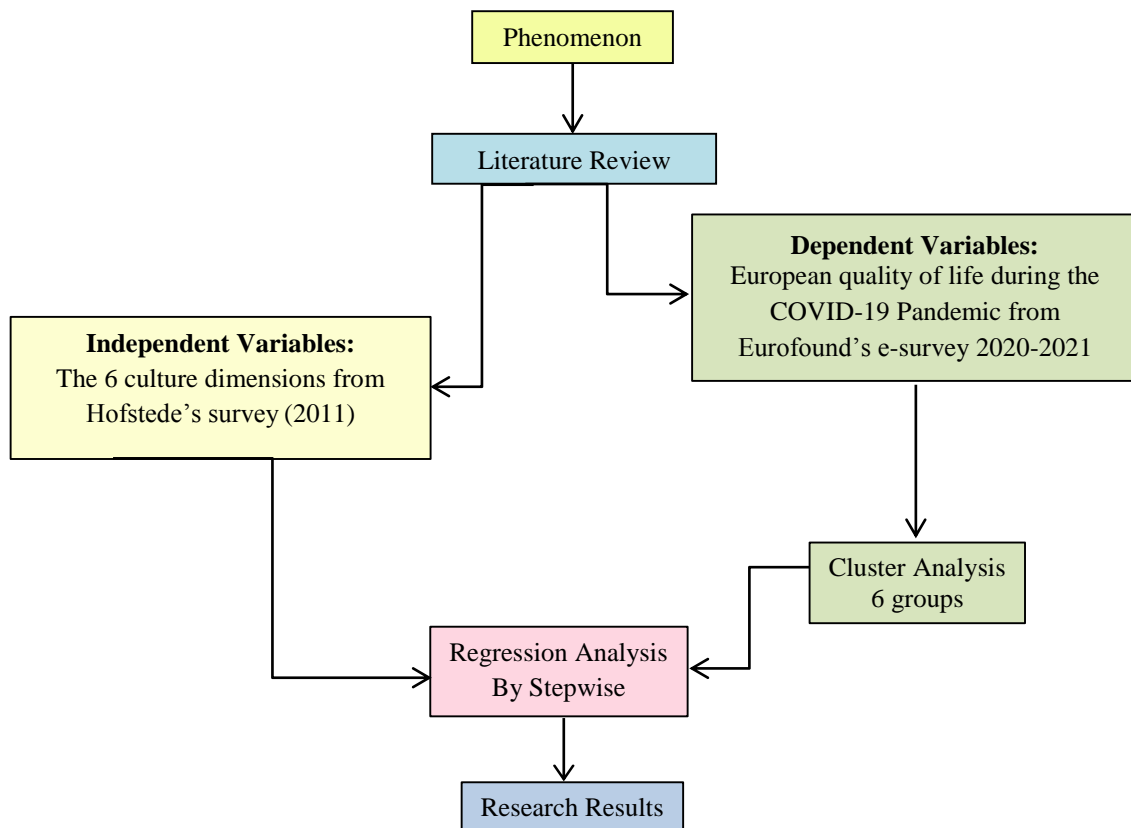 Phenomenon
Literature Review
Dependent Variables:
European quality of life during the
COVID-19 Pandemic from
Eurofound’s e-survey 2020-2021
Independent Variables:
The 6 culture dimensions from
Hofstede’s survey (2011)
Cluster Analysis
6 groups
Regression Analysis
By Stepwise
Research Results